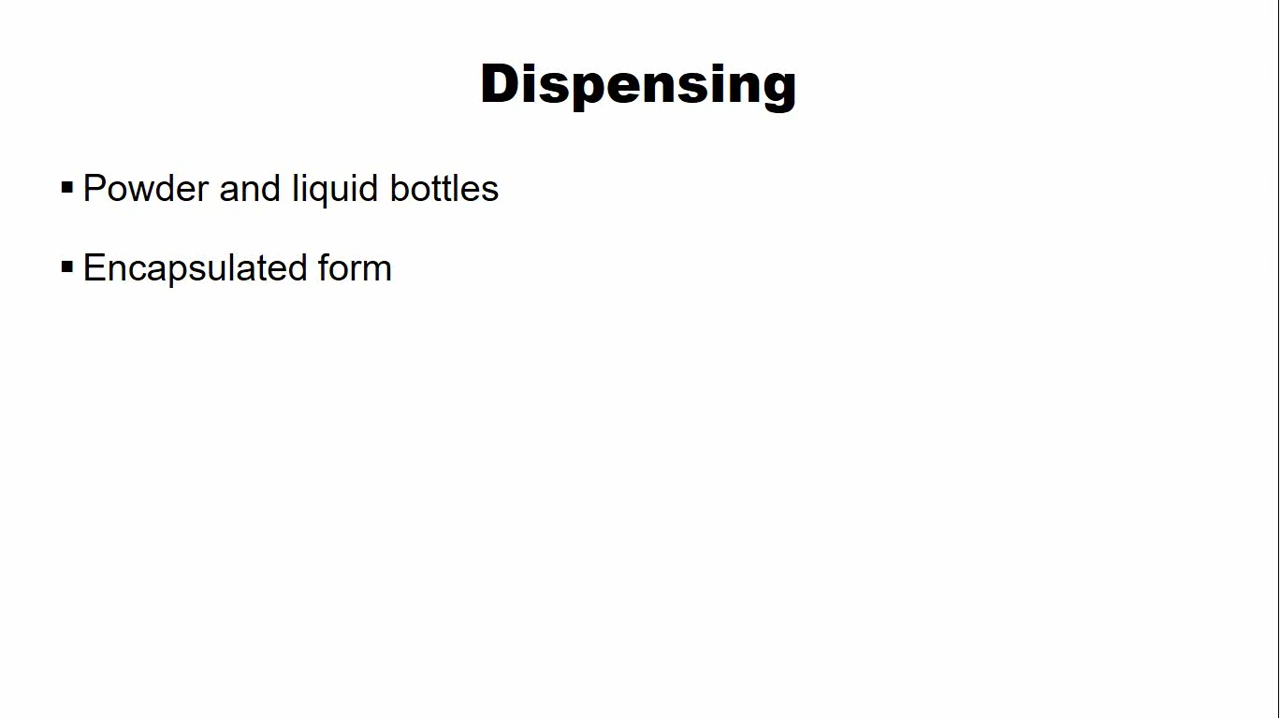 Dispensing
▪ Powder and liquid bottles
▪ Encapsulated form